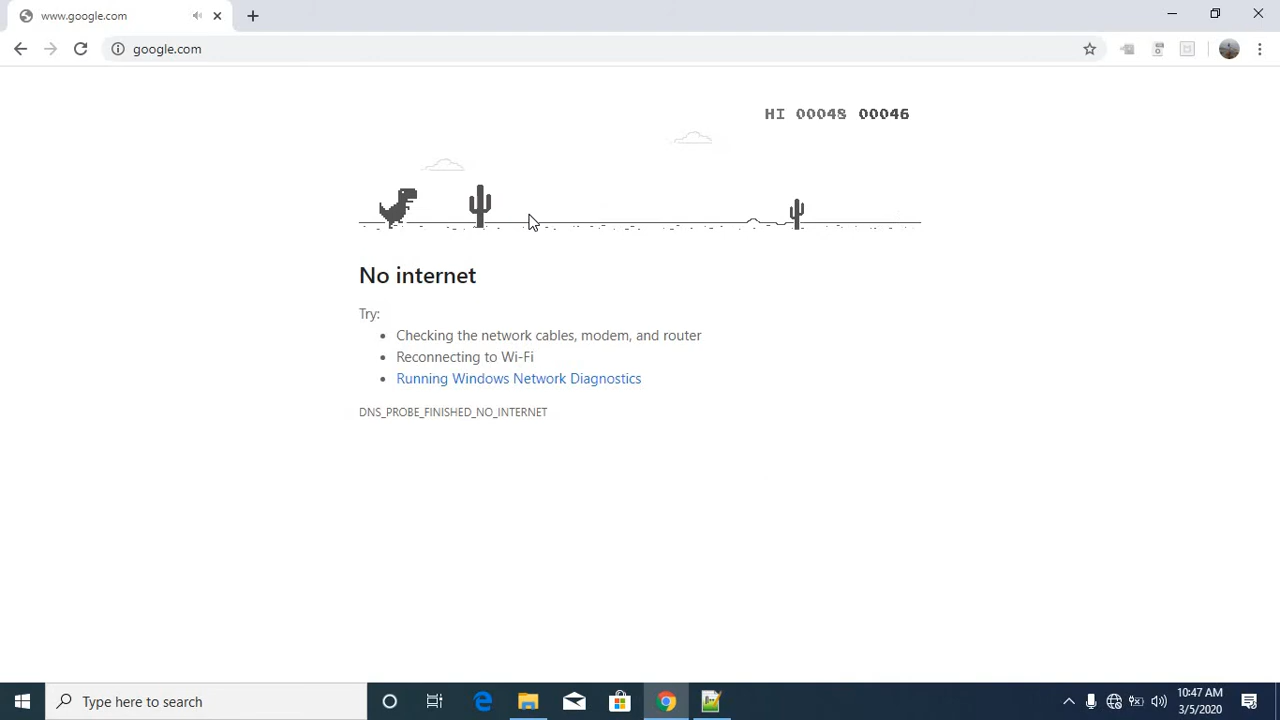 www.google.com
google.com
HI 00048 00046
No internet
Try:
Checking the network cables, modem, and router
Reconnecting to Wi-Fi
Running Windows Network Diagnostics
DNS_PROBE_FINISHED_NO_INTERNET
Type here to search
10:47 AM
3/5/2020